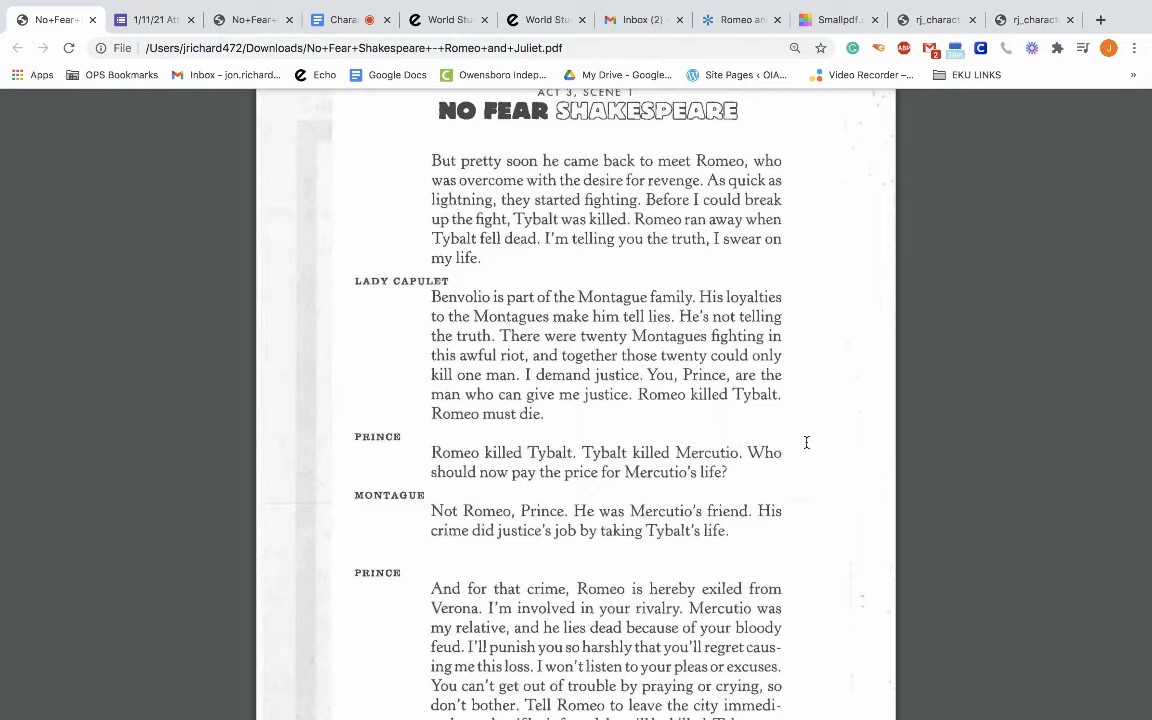 No+Fear+
1/11/21 Att
No+Fear+
Chara
World Stu
World Stu
Inbox (2) -
Romeo an
Smallpdf.c
rj_charact
rj_charact
File /Users/jrichard472/Downloads/No+Fear+Shakespeare+-+Romeo+and+Juliet.pdf
ABP
2
C
J
Apps
OPS Bookmarks
Inbox - jon.richard...
Echo
Google Docs
Owensboro Indep...
My Drive - Google...
Site Pages < OIA...
Video Recorder –...
EKU LINKS
»
ACT 3, SCENE 1
NO FEAR SHAKESPEARE
But pretty soon he came back to meet Romeo, who
was overcome with the desire for revenge. As quick as
lightning, they started fighting. Before I could break
up the fight, Tybalt was killed. Romeo ran away when
Tybalt fell dead. I'm telling you the truth, I swear on
my life.
LADY CAPULET
Benvolio is part of the Montague family. His loyalties
to the Montagues make him tell lies. He's not telling
the truth. There were twenty Montagues fighting in
this awful riot, and together those twenty could only
kill one man. I demand justice. You, Prince, are the
man who can give me justice. Romeo killed Tybalt.
Romeo must die.
PRINCE
Romeo killed Tybalt. Tybalt killed Mercutio. Who
should now pay the price for Mercutio's life?
MONTAGUE
Not Romeo, Prince. He was Mercutio's friend. His
crime did justice's job by taking Tybalt's life.
PRINCE
And for that crime, Romeo is hereby exiled from
Verona. I'm involved in your rivalry. Mercutio was
my relative, and he lies dead because of your bloody
feud. I'll punish you so harshly that you'll regret caus-
ing me this loss. I won't listen to your pleas or excuses.
You can't get out of trouble by praying or crying, so
don't bother. Tell Romeo to leave the city immedi-